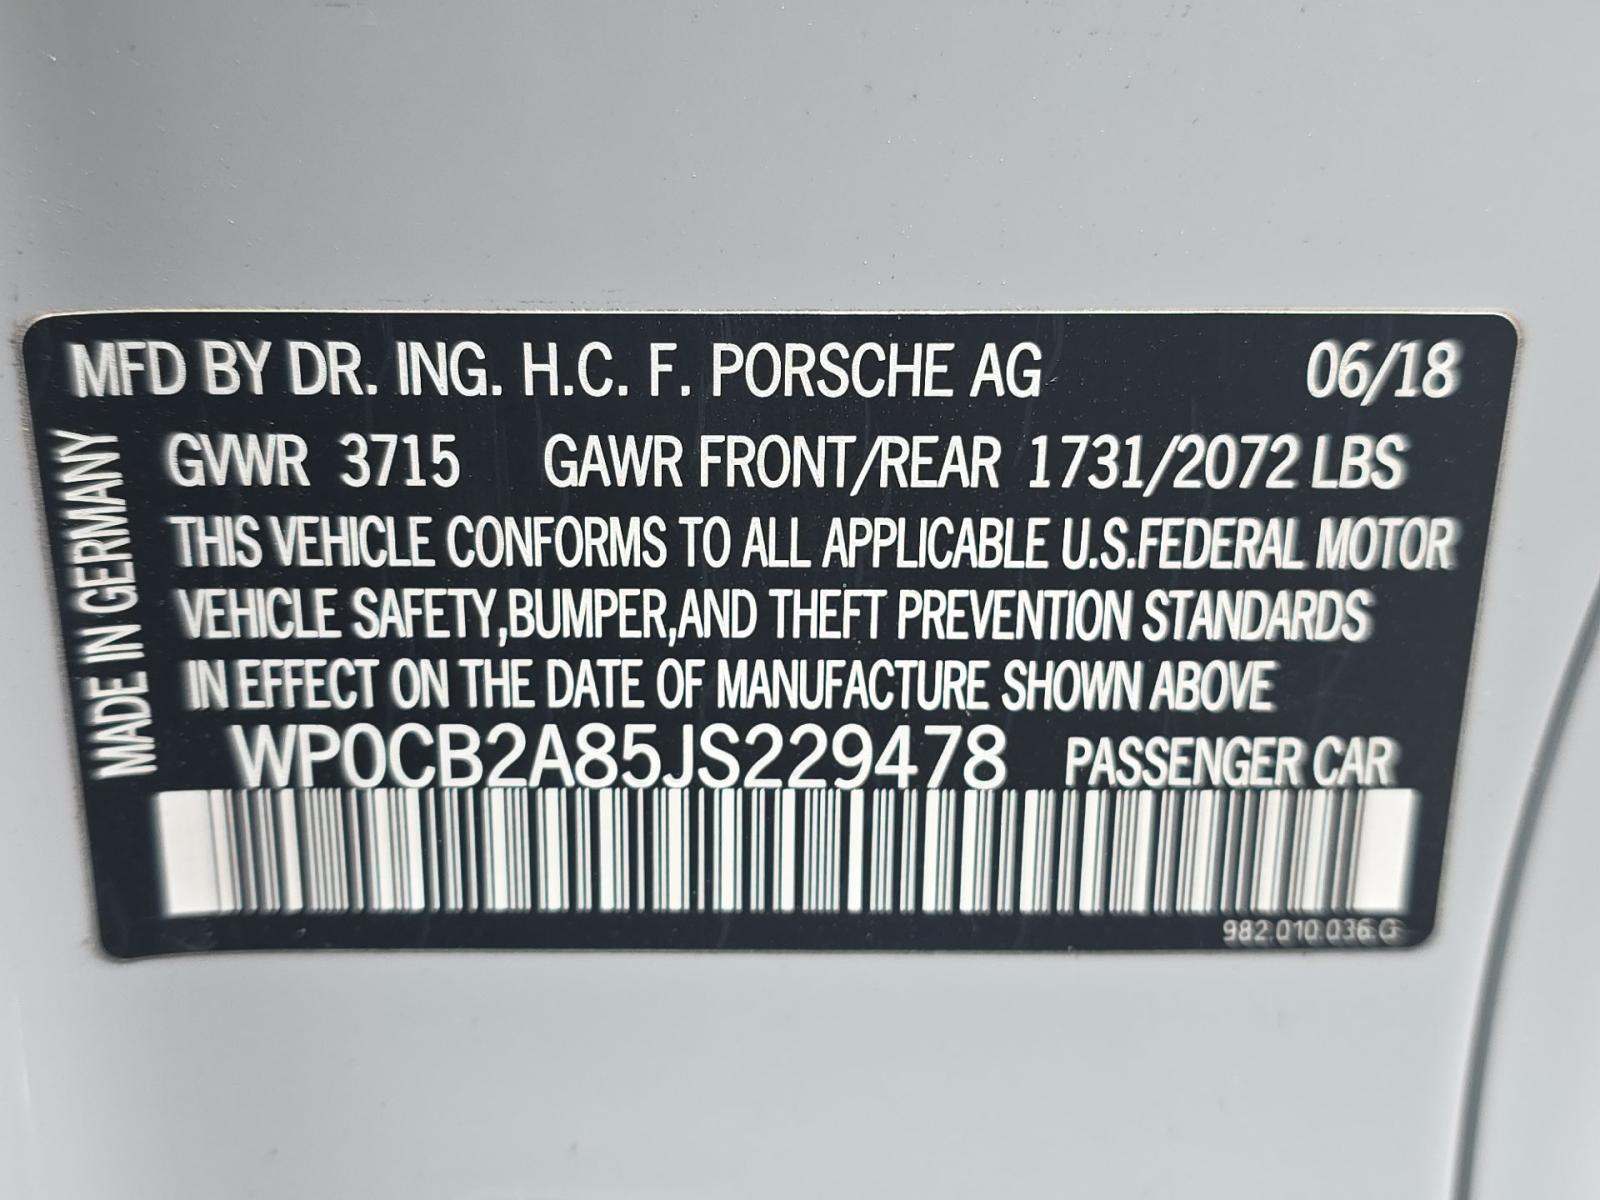 MFD BY DR. ING. H.C. F. PORSCHE AG 06/18
GVWR 3715 GAWR FRONT/REAR 1731/2072 LBS
THIS VEHICLE CONFORMS TO ALL APPLICABLE U.S.FEDERAL MOTOR
VEHICLE SAFETY,BUMPER,AND THEFT PREVENTION STANDARDS
IN EFFECT ON THE DATE OF MANUFACTURE SHOWN ABOVE
WP0CB2A85JS229478 PASSENGER CAR
982.010.036.G
MADE IN GERMANY